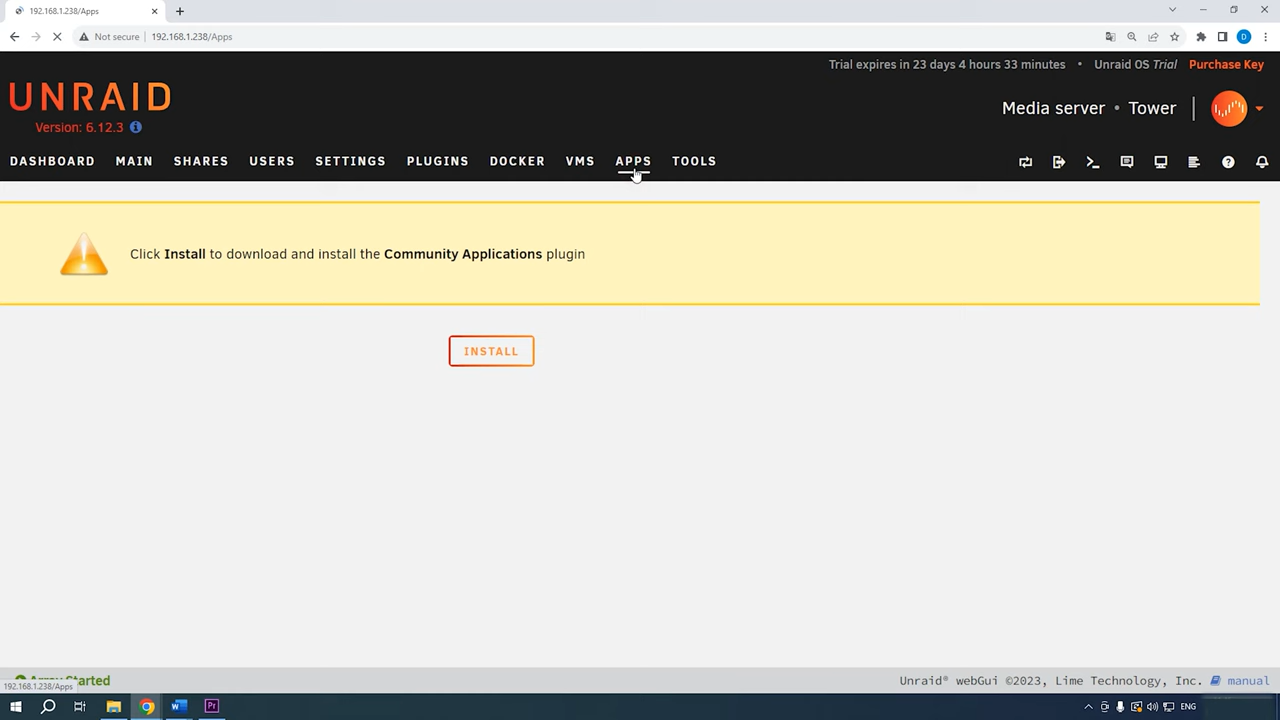 192.168.1.238/Apps
Not secure 192.168.1.238/Apps
Trial expires in 23 days 4 hours 33 minutes • Unraid OS Trial Purchase Key
UNRAID
Version: 6.12.3
Media server • Tower
DASHBOARD MAIN SHARES USERS SETTINGS PLUGINS DOCKER VMS APPS TOOLS
Click Install to download and install the Community Applications plugin
INSTALL
Array Started
Unraid® webGui ©2023, Lime Technology, Inc. manual
192.168.1.238/Apps
ENG